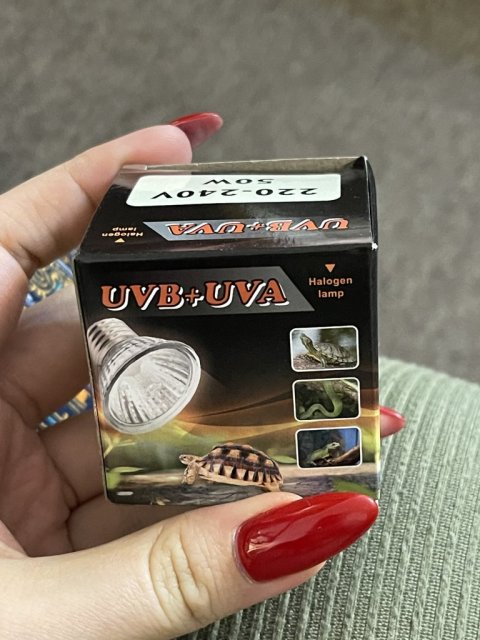 220-240V
50W
UVB+UVA
Halogen
lamp
UVB+UVA
Halogen
lamp